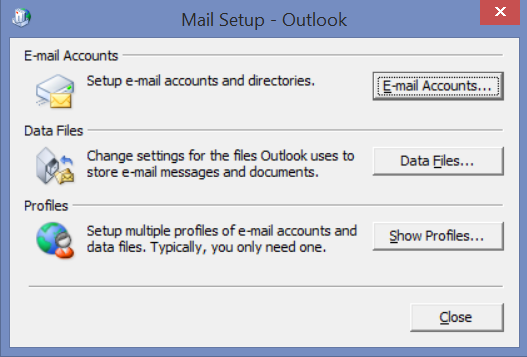 Mail Setup - Outlook
E-mail Accounts
Setup e-mail accounts and directories.
E-mail Accounts...
Data Files
Change settings for the files Outlook uses to
store e-mail messages and documents.
Data Files...
Profiles
Setup multiple profiles of e-mail accounts and
data files. Typically, you only need one.
Show Profiles...
Close